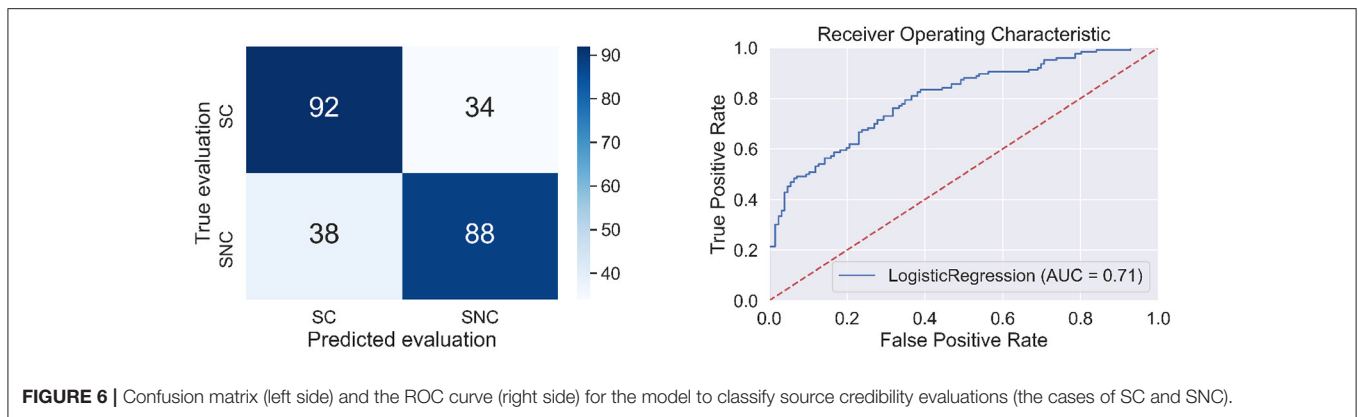 True evaluation
SC
SNC
92
34
38
88
SC
SNC
Predicted evaluation
90
80
70
60
50
40
Receiver Operating Characteristic
True Positive Rate
1.0
0.8
0.6
0.4
0.2
0.0
LogisticRegression (AUC = 0.71)
0.0
0.2
0.4
0.6
0.8
1.0
False Positive Rate
FIGURE 6 | Confusion matrix (left side) and the ROC curve (right side) for the model to classify source credibility evaluations (the cases of SC and SNC).